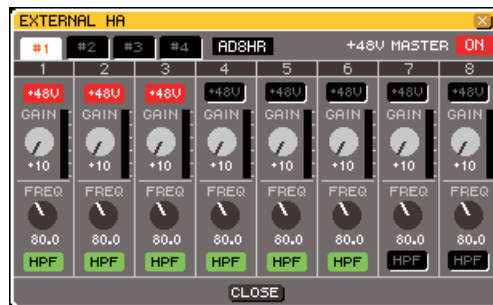 EXTERNAL HA
#1 #2 #3 #4 AD8HR +48V MASTER ON
1 2 3 4 5 6 7 8
+48V +48V +48V +48V +48V +48V +48V +48V
GAIN GAIN GAIN GAIN GAIN GAIN GAIN GAIN
+10 +10 +10 +10 +10 +10 +10 +10
FREQ FREQ FREQ FREQ FREQ FREQ FREQ FREQ
80.0 80.0 80.0 80.0 80.0 80.0 80.0 80.0
HPF HPF HPF HPF HPF HPF HPF HPF
CLOSE